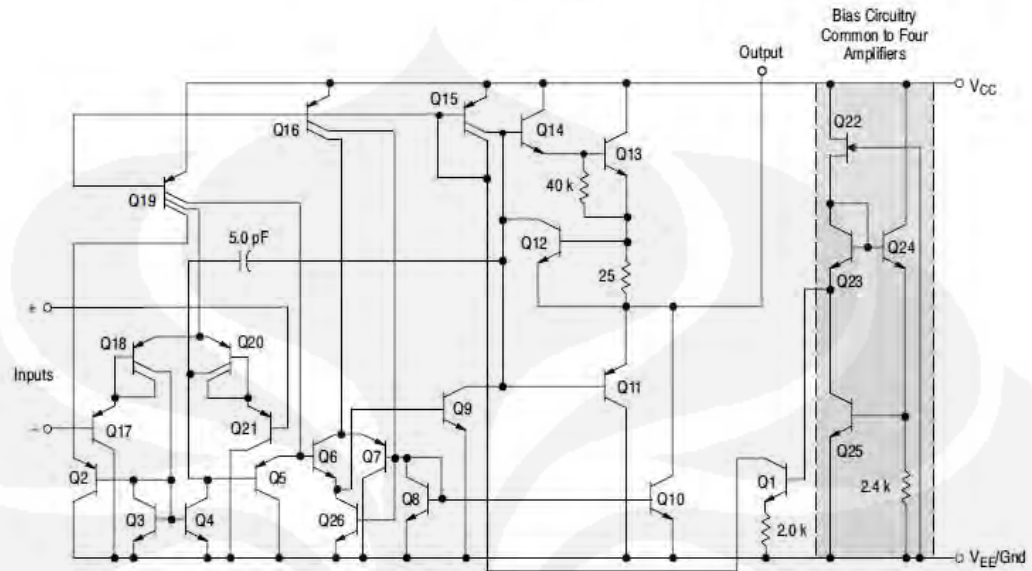 Bias Circuitry
Common to Four
Amplifiers
Output
VCC
Q15
Q22
Q16
Q14
Q13
Q19
40 k
Q24
5.0 pF
Q12
Q23
25
+
Q18
Q20
Inputs
Q11
–
Q17
Q21
Q9
Q25
Q2
Q6
Q7
Q5
Q1
2.4 k
Q8
Q10
Q3
Q4
Q26
2.0 k
VEE/Gnd